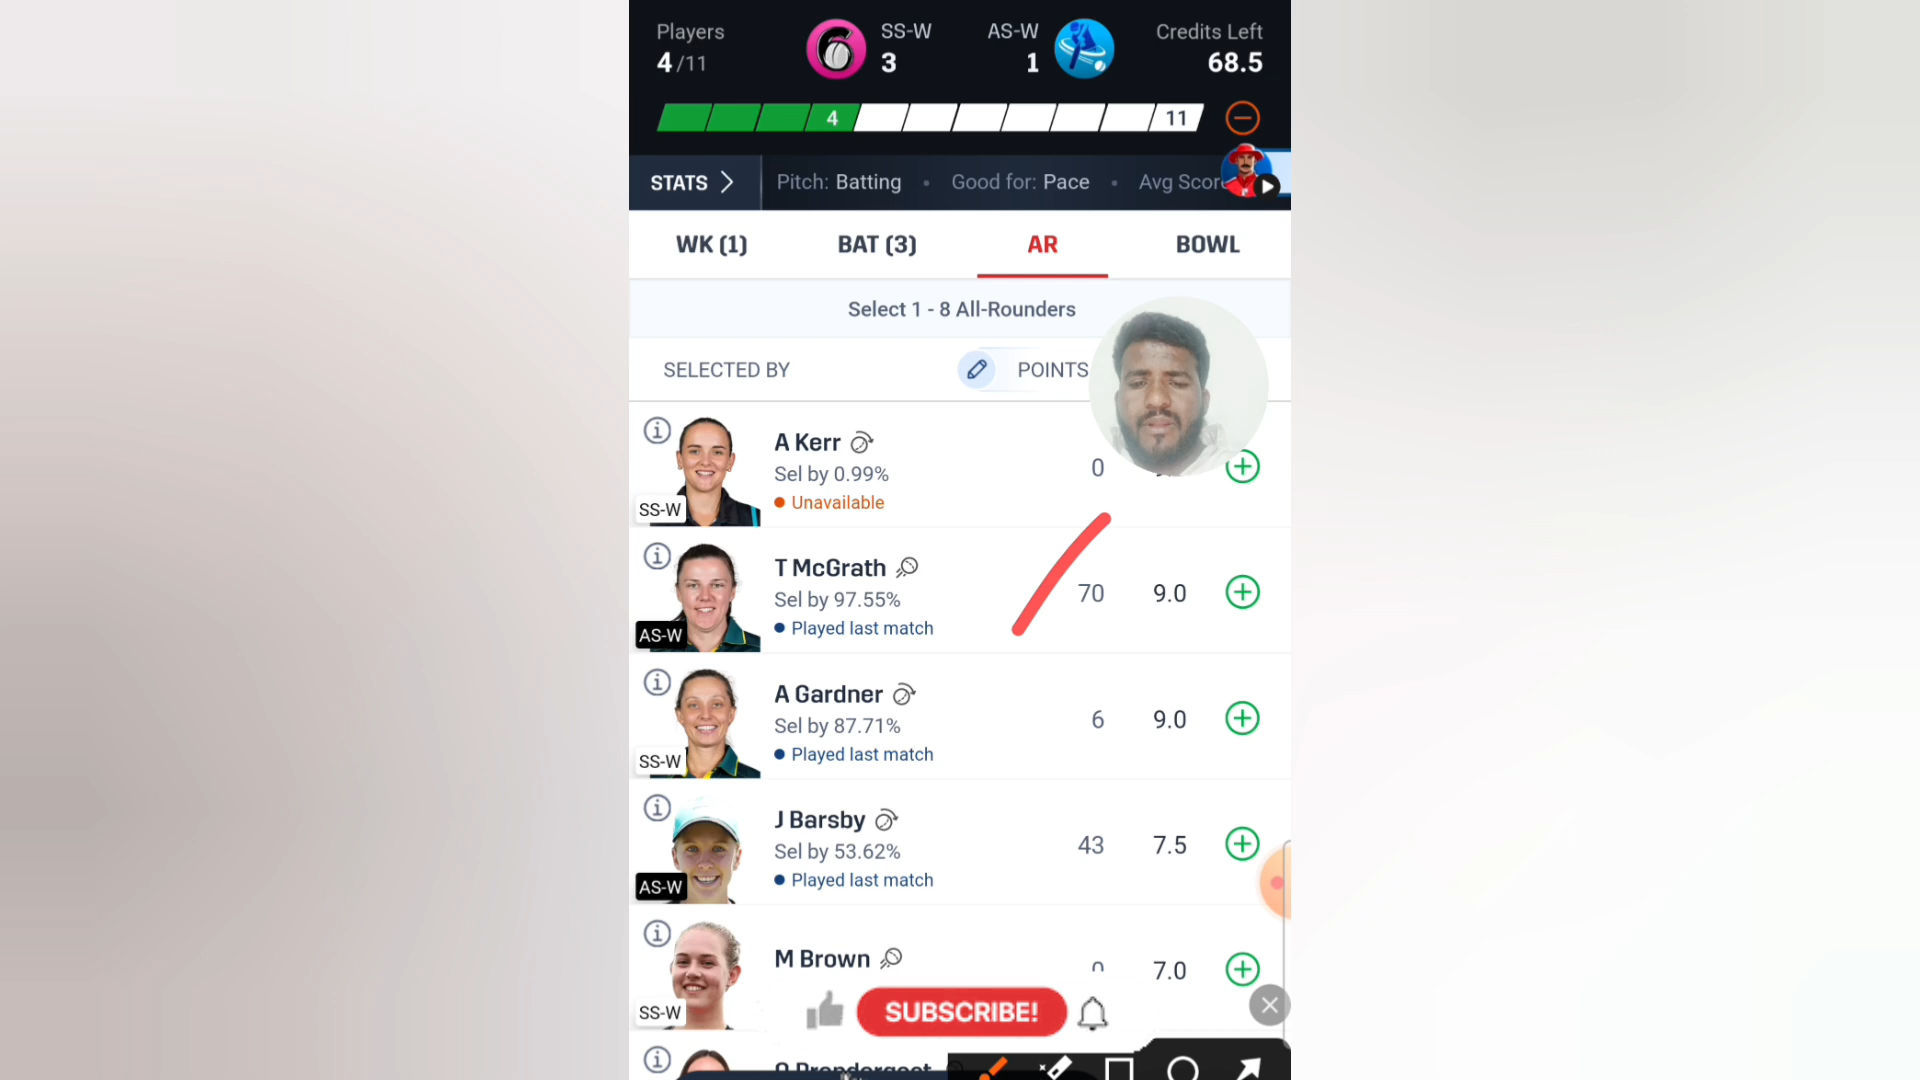 Players
4/11
SS-W
3
AS-W
1
Credits Left
68.5
4
11
STATS
Pitch: Batting • Good for: Pace • Avg Scor
WK (1)
BAT (3)
AR
BOWL
Select 1 - 8 All-Rounders
SELECTED BY
POINTS
A Kerr
Sel by 0.99%
Unavailable
SS-W
0
T McGrath
Sel by 97.55%
Played last match
AS-W
70
9.0
A Gardner
Sel by 87.71%
Played last match
SS-W
6
9.0
J Barsby
Sel by 53.62%
Played last match
AS-W
43
7.5
M Brown
SS-W
7.0
SUBSCRIBE!